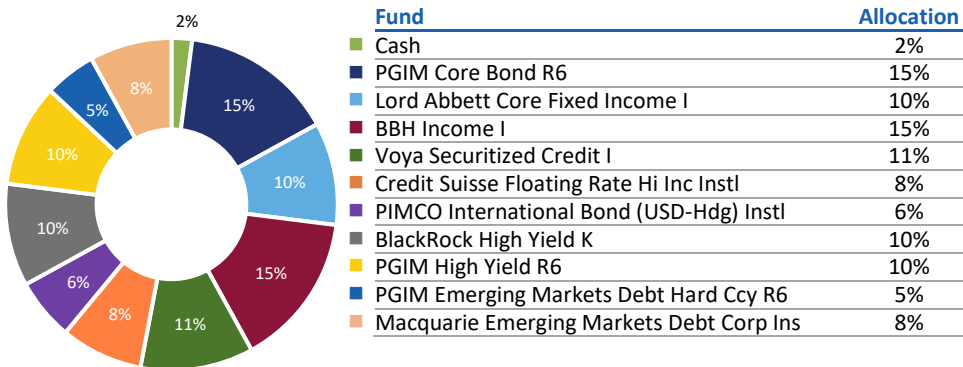 2%
15%
10%
15%
11%
8%
6%
10%
10%
5%
8%
Fund Allocation
Cash 2%
PGIM Core Bond R6 15%
Lord Abbett Core Fixed Income I 10%
BBH Income I 15%
Voya Securitized Credit I 11%
Credit Suisse Floating Rate Hi Inc Instl 8%
PIMCO International Bond (USD-Hdg) Instl 6%
BlackRock High Yield K 10%
PGIM High Yield R6 10%
PGIM Emerging Markets Debt Hard Ccy R6 5%
Macquarie Emerging Markets Debt Corp Ins 8%